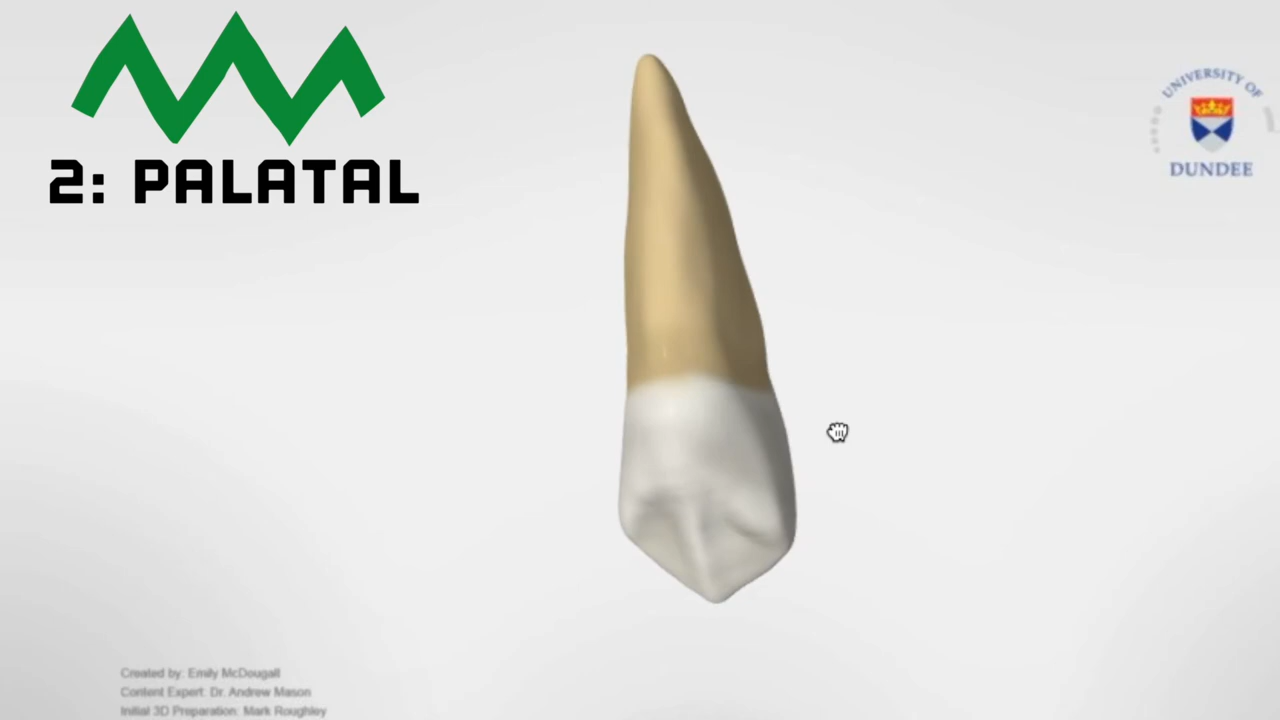 2: PALATAL
UNIVERSITY OF
DUNDEE
Created by: Emily McDougall
Content Expert: Dr. Andrew Mason
Initial 3D Preparation: Mark Roughley